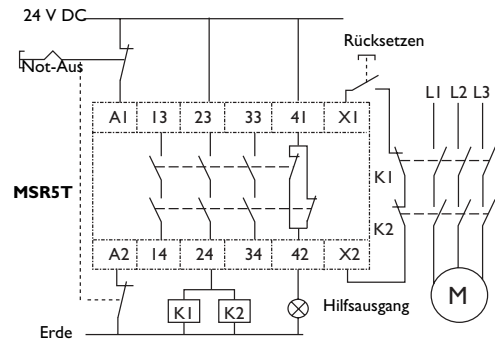 24 V DC
Rücksetzen
Not-Aus
L1 L2 L3
A1 13 23 33 41 X1
K1
MSR5T
K2
A2 14 24 34 42 X2
K1 K2
Hilfsausgang
M
Erde